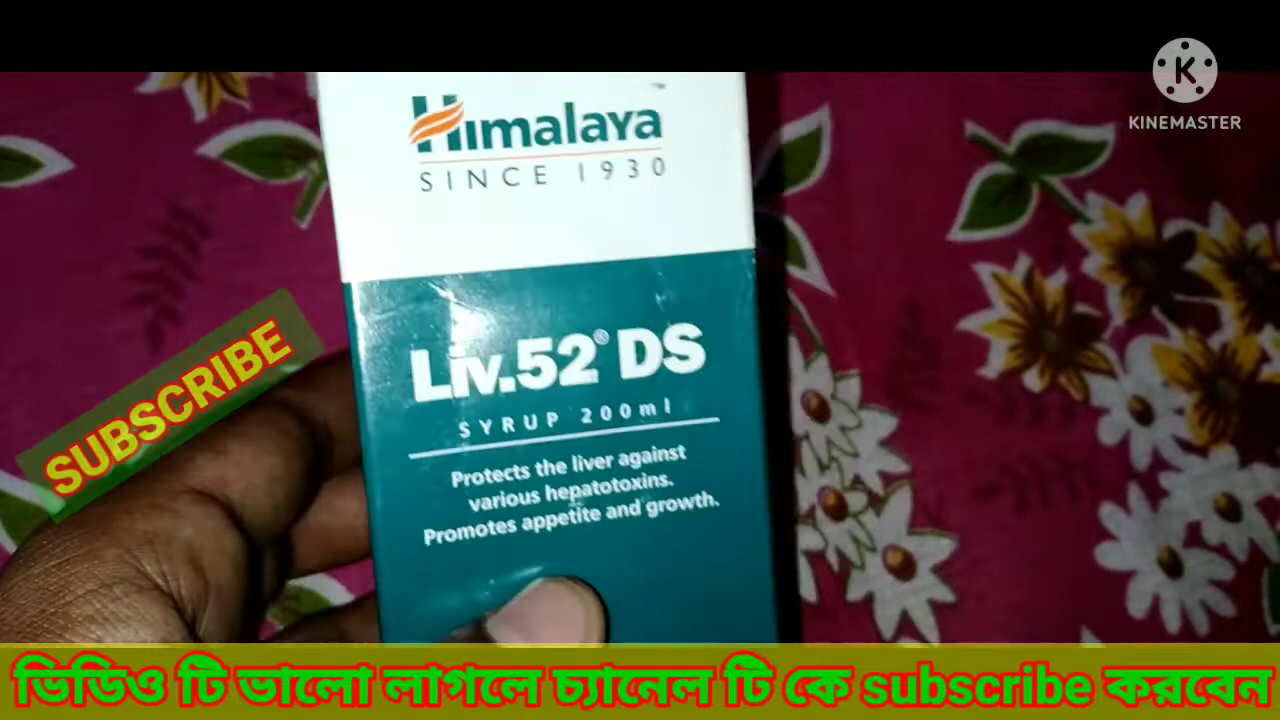 K
KINEMASTER
Himalaya
SINCE 1930
Liv.52® DS
SYRUP 200ml
Protects the liver against
various hepatotoxins.
Promotes appetite and growth.
SUBSCRIBE
ভিডিও টি ভালো লাগলে চ্যানেল টি কে subscribe করবেন